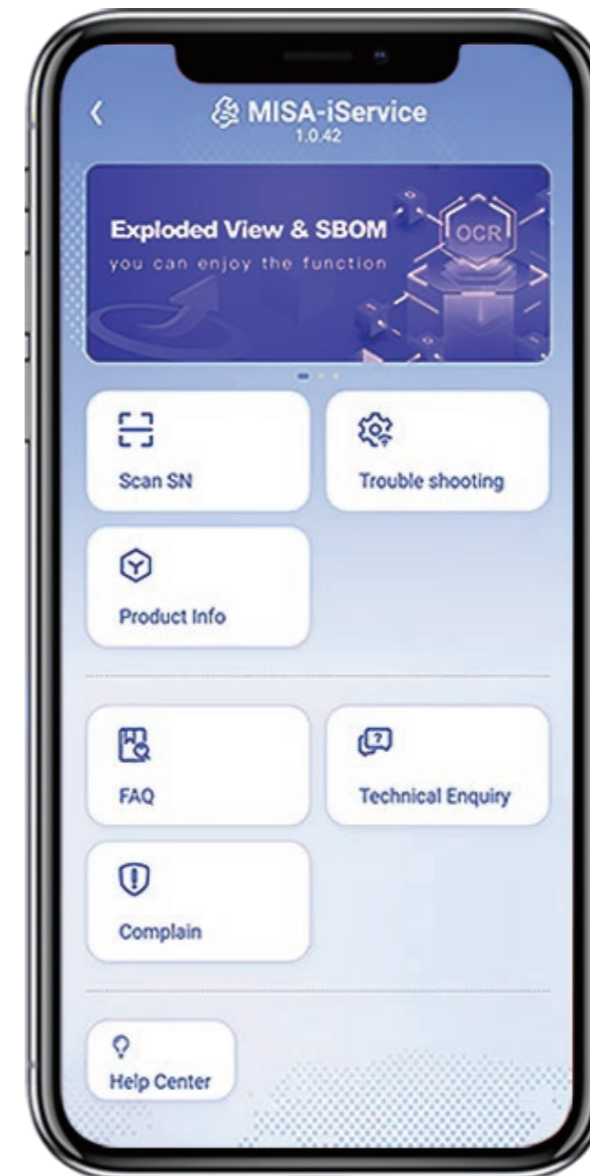 MISA-iService
1.0.42
Exploded View & SBOM
you can enjoy the function
OCR
Scan SN
Trouble shooting
Product Info
FAQ
Technical Enquiry
Complain
Help Center